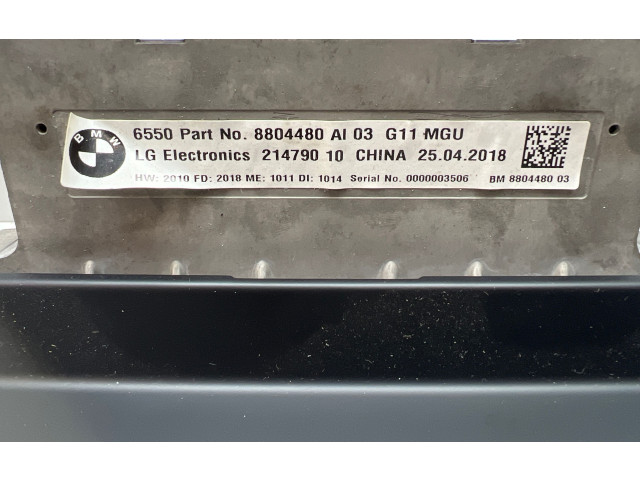 BMW
6550 Part No. 8804480 AI 03 G11 MGU
LG Electronics 214790 10 CHINA 25.04.2018
HW: 2010 FD: 2018 ME: 1011 DI: 1014 Serial No. 0000003506 BM 8804480 03